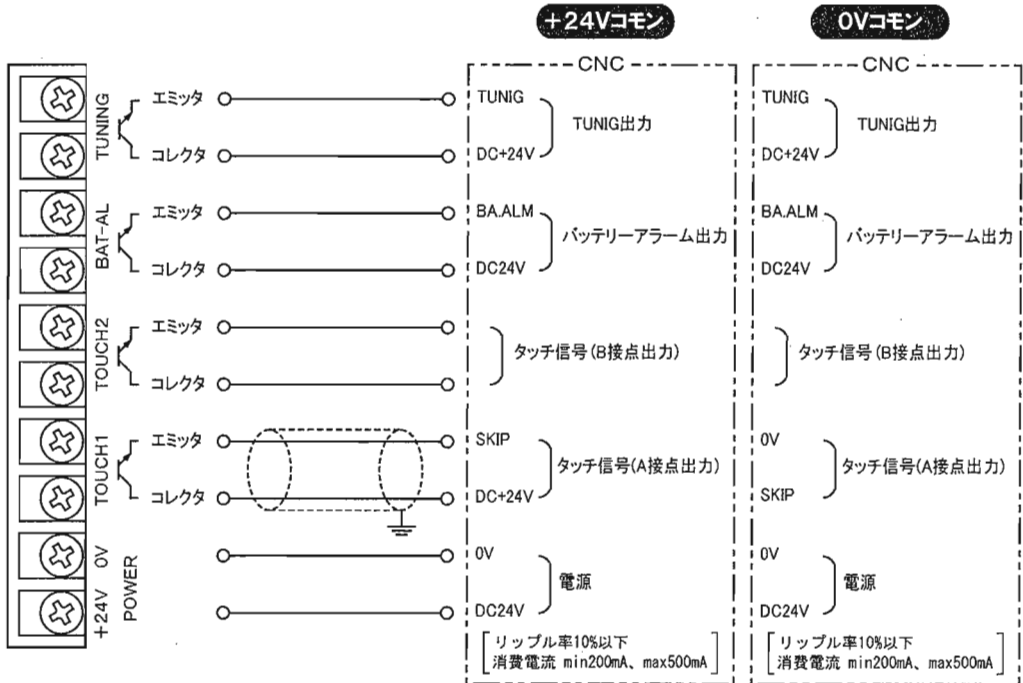 +24Vコモン
0Vコモン
CNC
CNC
TUNING
エミッタ
TUNIG
TUNIG出力
TUNIG
TUNIG出力
コレクタ
DC+24V
DC+24V
BAT-AL
エミッタ
BA.ALM
バッテリーアラーム出力
BA.ALM
バッテリーアラーム出力
コレクタ
DC24V
DC24V
TOUCH2
エミッタ
タッチ信号(B接点出力)
タッチ信号(B接点出力)
コレクタ
TOUCH1
エミッタ
SKIP
タッチ信号(A接点出力)
0V
タッチ信号(A接点出力)
コレクタ
DC+24V
SKIP
0V
POWER
0V
電源
0V
電源
+24V
DC24V
DC24V
リップル率10%以下
消費電流 min200mA、max500mA
リップル率10%以下
消費電流 min200mA、max500mA